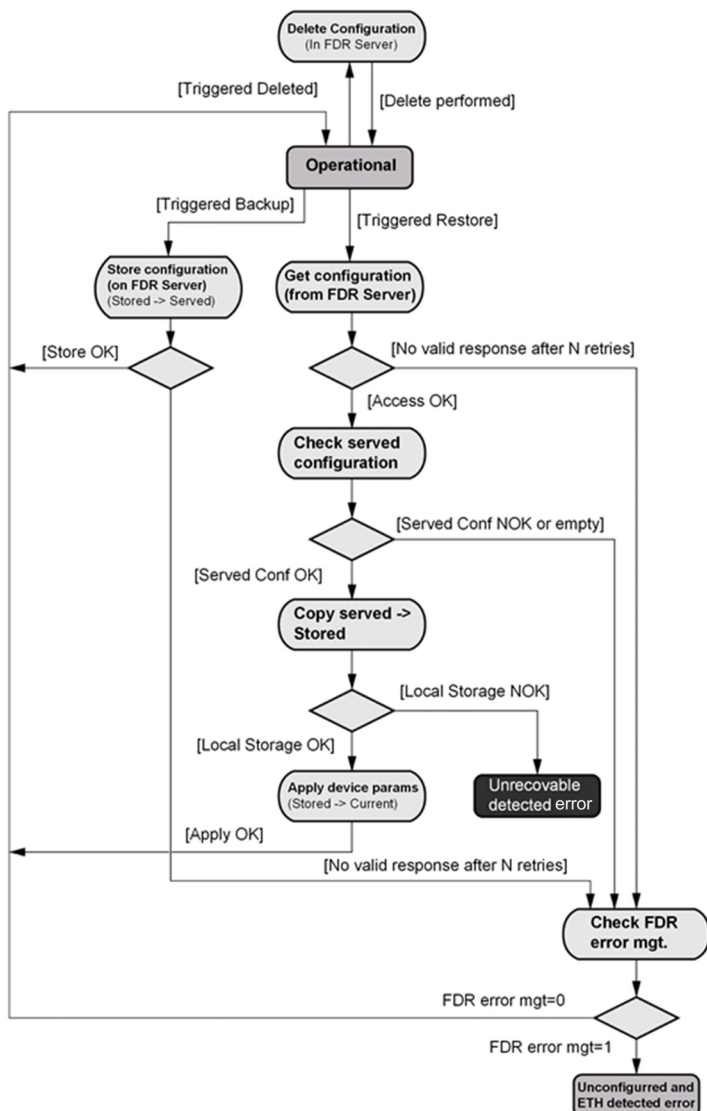 Delete Configuration
(In FDR Server)
[Triggered Deleted]
[Delete performed]
Operational
[Triggered Backup]
[Triggered Restore]
Store configuration
(on FDR Server)
(Stored -> Served)
Get configuration
(from FDR Server)
[Store OK]
[No valid response after N retries]
[Access OK]
Check served
configuration
[Served Conf NOK or empty]
[Served Conf OK]
Copy served ->
Stored
[Local Storage NOK]
[Local Storage OK]
Apply device params
(Stored -> Current)
Unrecovable
detected error
[Apply OK]
[No valid response after N retries]
Check FDR
error mgt.
FDR error mgt=0
FDR error mgt=1
Unconfigurred and
ETH detected error